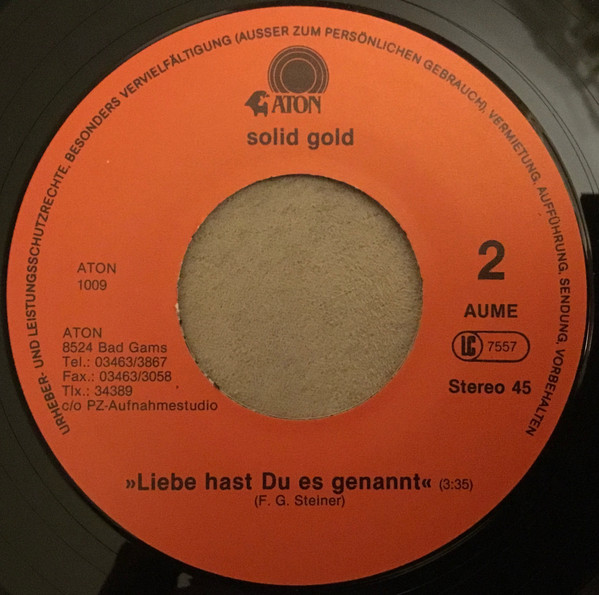 URHEBER- UND LEISTUNGSSCHUTZRECHTE, BESONDERS VERVIELFÄLTIGUNG (AUSSER ZUM PERSÖNLICHEN GEBRAUCH), VERMIETUNG, AUFFÜHRUNG, SENDUNG, VORBEHALTEN
ATON
solid gold
ATON
1009
2
AUME
LC 7557
Stereo 45
ATON
8524 Bad Gams
Tel.: 03463/3867
Fax.: 03463/3058
Tlx.: 34389
c/o PZ-Aufnahmestudio
»Liebe hast Du es genannt« (3:35)
(F. G. Steiner)